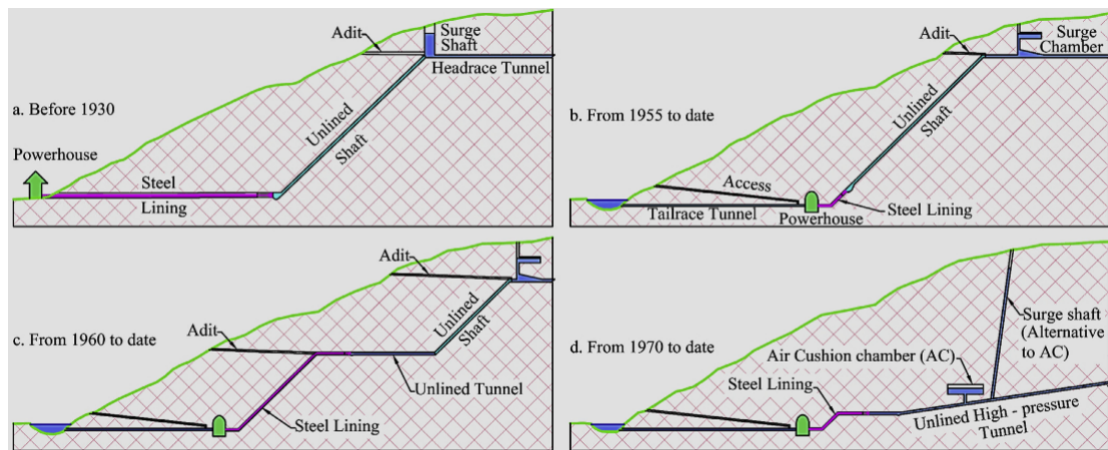 Adit
Surge
Shaft
Headrace Tunnel
a. Before 1930
Unlined
Shaft
Powerhouse
Steel
Lining
Adit
Surge
Chamber
b. From 1955 to date
Unlined
Shaft
Access
Tailrace Tunnel
Powerhouse
Steel Lining
Adit
Adit
Unlined
Shaft
c. From 1960 to date
Unlined Tunnel
Steel Lining
d. From 1970 to date
Surge shaft
(Alternative
to AC)
Air Cushion chamber (AC)
Steel Lining
Unlined High - pressure
Tunnel